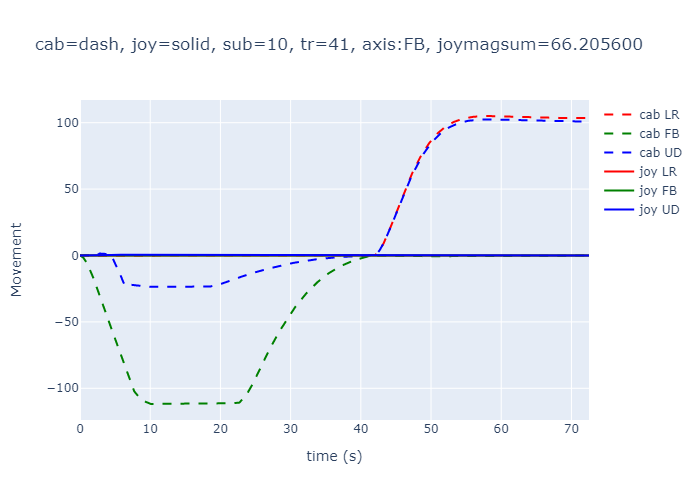 cab=dash, joy=solid, sub=10, tr=41, axis:FB, joymagsum=66.205600
cab LR
cab FB
cab UD
joy LR
joy FB
joy UD
100
50
0
−50
−100
Movement
0 10 20 30 40 50 60 70
time (s)